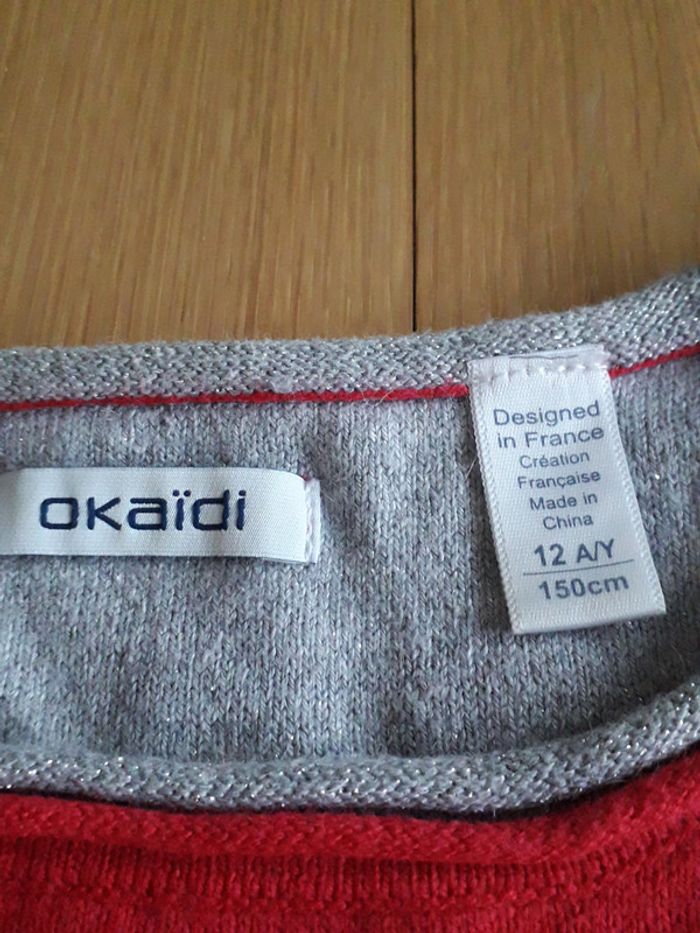 okaïdi
Designed
in France
Création
Française
Made in
China
12 A/Y
150cm